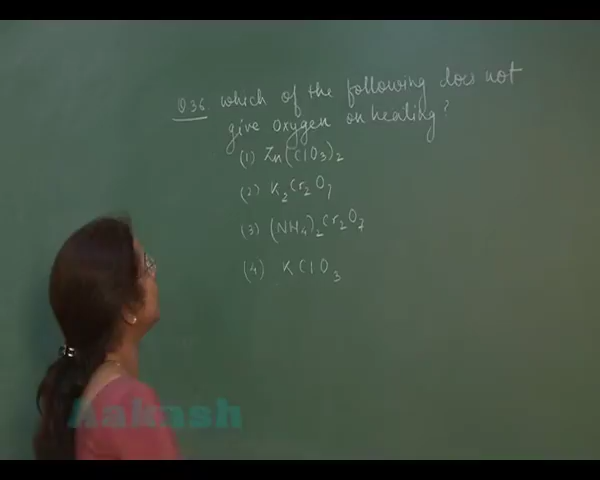 Q 36. Which of the following does not
give Oxygen on heating?
(1) Zn(ClO3)2
(2) K2Cr2O7
(3) (NH4)2Cr2O7
(4) KClO3
Aakash